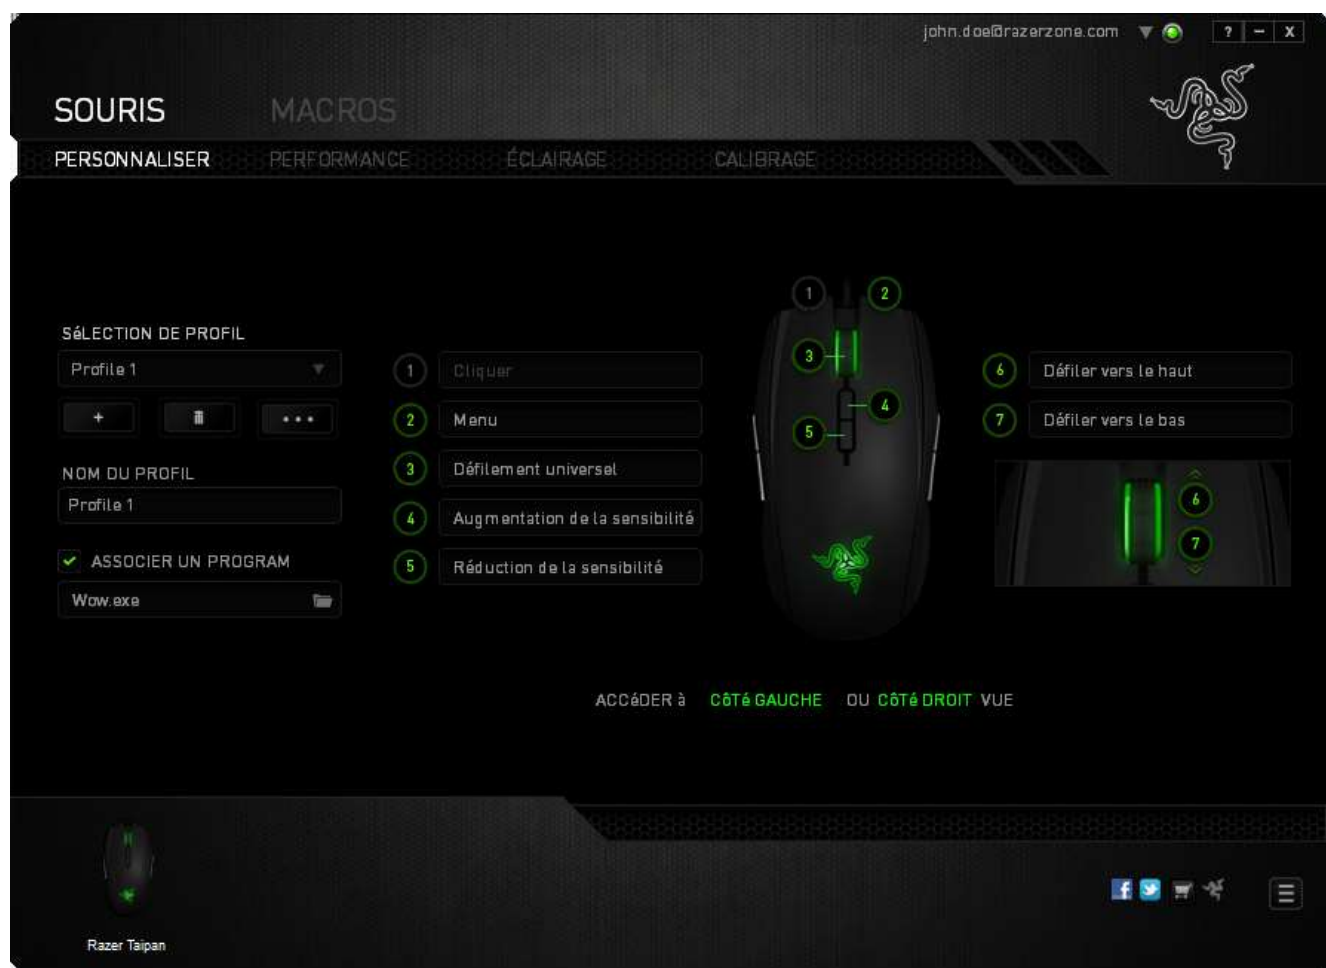 john.doe@razerzone.com
? – X
SOURIS MACROS
PERSONNALISER PERFORMANCE ÉCLAIRAGE CALIBRAGE
SéLECTION DE PROFIL
Profile 1
+ •••
NOM DU PROFIL
Profile 1
ASSOCIER UN PROGRAM
Wow.exe
1 Cliquer
2 Menu
3 Défilement universel
4 Augmentation de la sensibilité
5 Réduction de la sensibilité
1 2
3
4
5
6 Défiler vers le haut
7 Défiler vers le bas
6
7
ACCéDER à CôTé GAUCHE OU CôTé DROIT VUE
Razer Taipan
f